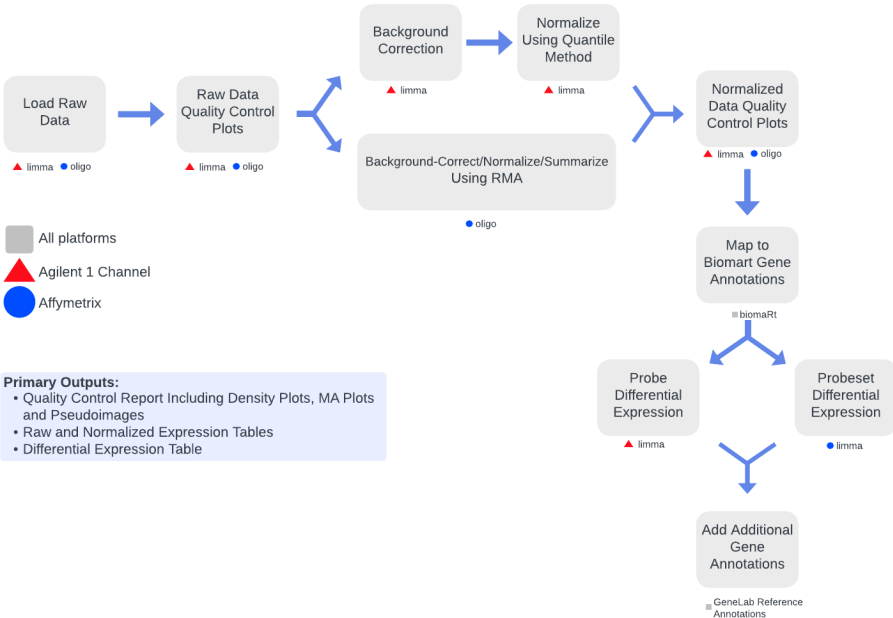 Load Raw
Data
limma
oligo
Raw Data
Quality Control
Plots
limma
oligo
Background
Correction
limma
Normalize
Using Quantile
Method
limma
Background-Correct/Normalize/Summarize
Using RMA
oligo
Normalized
Data Quality
Control Plots
limma
oligo
Map to
Biomart Gene
Annotations
biomaRt
Probe
Differential
Expression
limma
Probeset
Differential
Expression
limma
Add Additional
Gene
Annotations
GeneLab Reference
Annotations
All platforms
Agilent 1 Channel
Affymetrix
Primary Outputs:
• Quality Control Report Including Density Plots, MA Plots
and Pseudoimages
• Raw and Normalized Expression Tables
• Differential Expression Table